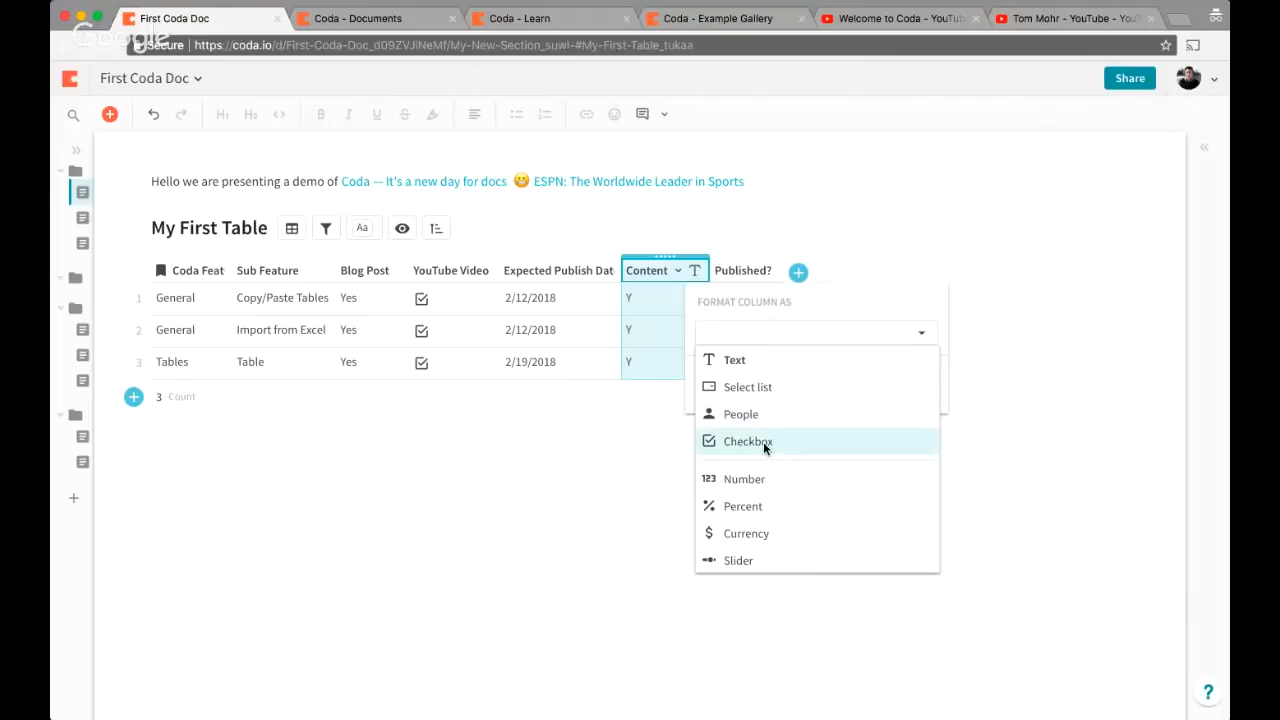 First Coda Doc
Coda - Documents
Coda - Learn
Coda - Example Gallery
Welcome to Coda - YouTub
Tom Mohr - YouTube - YouT
Google
Secure | https://coda.io/d/First-Coda-Doc_d09ZVJiNeMf/My-New-Section_suwl-#My-First-Table_tukaa
First Coda Doc
Share
H1 H2 <> B I U S
Hello we are presenting a demo of Coda — It's a new day for docs 😬 ESPN: The Worldwide Leader in Sports
My First Table Aa
Coda Feat Sub Feature Blog Post YouTube Video Expected Publish Dat Content T Published?
1 General Copy/Paste Tables Yes 2/12/2018 Y
2 General Import from Excel Yes 2/12/2018 Y
3 Tables Table Yes 2/19/2018 Y
3 Count
FORMAT COLUMN AS
T Text
Select list
People
Checkbox
123 Number
% Percent
$ Currency
Slider
?